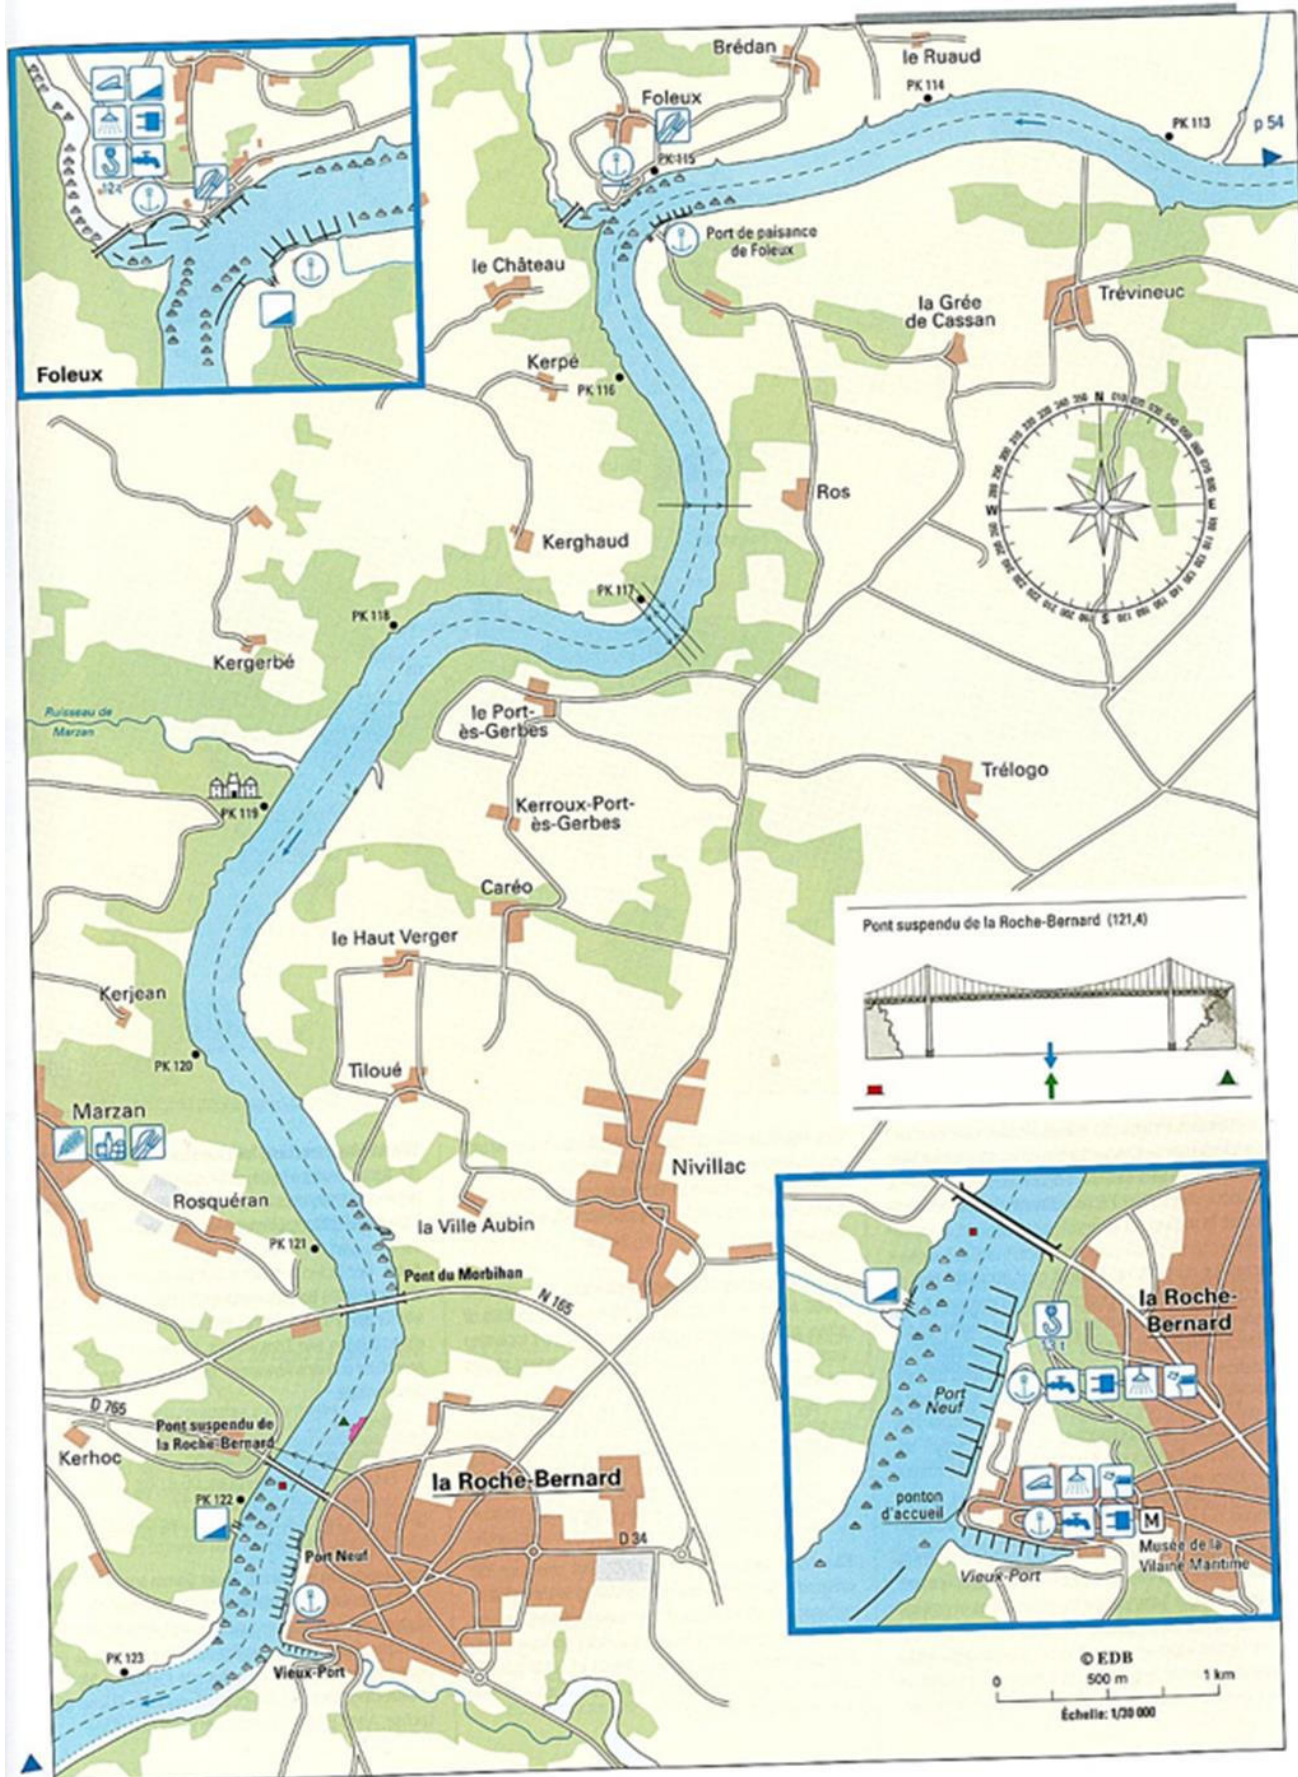 Brédan
le Ruaud
PK 114
Foleux
PK 113
p 54
PK 115
12 t
Foleux
Port de paisance
de Foleux
le Château
Trévineuc
la Grée
de Cassan
Kerpé
PK 116
N
W
E
S
Ros
Kerghaud
PK 117
PK 118
Kergerbé
Ruisseau de
Marzan
le Port-
ès-Gerbes
Trélogo
PK 119
Kerroux-Port-
ès-Gerbes
Caréo
le Haut Verger
Pont suspendu de la Roche-Bernard (121,4)
Kerjean
PK 120
Tiloué
Marzan
Nivillac
Rosquéran
la Ville Aubin
PK 121
Pont du Morbihan
N 165
la Roche-
Bernard
Port
Neuf
ponton
d'accueil
M
Musée de la
Vilaine Maritime
Vieux-Port
D 765
Pont suspendu de
la Roche-Bernard
Kerhoc
la Roche-Bernard
PK 122
D 34
Port Neuf
PK 123
Vieux-Port
© EDB
0
500 m
1 km
Échelle: 1/30 000